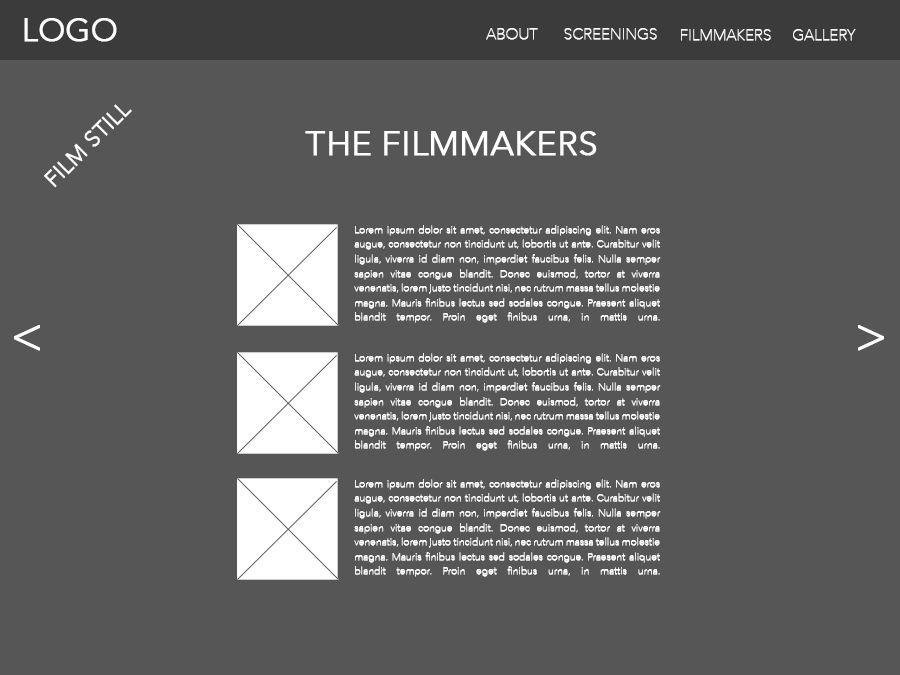 LOGO
ABOUT SCREENINGS FILMMAKERS GALLERY
FILM STILL
THE FILMMAKERS
Lorem ipsum dolor sit amet, consectetur adipiscing elit. Nam eros
augue, consectetur non tincidunt ut, lobortis ut ante. Curabitur velit
ligula, viverra id diam non, imperdiet faucibus felis. Nulla semper
sapien vitae congue blandit. Donec euismod, tortor at viverra
venenatis, lorem justo tincidunt nisi, nec rutrum massa tellus molestie
magna. Mauris finibus lectus sed sodales congue. Praesent aliquet
blandit tempor. Proin eget finibus urna, in mattis urna.
<
>
Lorem ipsum dolor sit amet, consectetur adipiscing elit. Nam eros
augue, consectetur non tincidunt ut, lobortis ut ante. Curabitur velit
ligula, viverra id diam non, imperdiet faucibus felis. Nulla semper
sapien vitae congue blandit. Donec euismod, tortor at viverra
venenatis, lorem justo tincidunt nisi, nec rutrum massa tellus molestie
magna. Mauris finibus lectus sed sodales congue. Praesent aliquet
blandit tempor. Proin eget finibus urna, in mattis urna.
Lorem ipsum dolor sit amet, consectetur adipiscing elit. Nam eros
augue, consectetur non tincidunt ut, lobortis ut ante. Curabitur velit
ligula, viverra id diam non, imperdiet faucibus felis. Nulla semper
sapien vitae congue blandit. Donec euismod, tortor at viverra
venenatis, lorem justo tincidunt nisi, nec rutrum massa tellus molestie
magna. Mauris finibus lectus sed sodales congue. Praesent aliquet
blandit tempor. Proin eget finibus urna, in mattis urna.